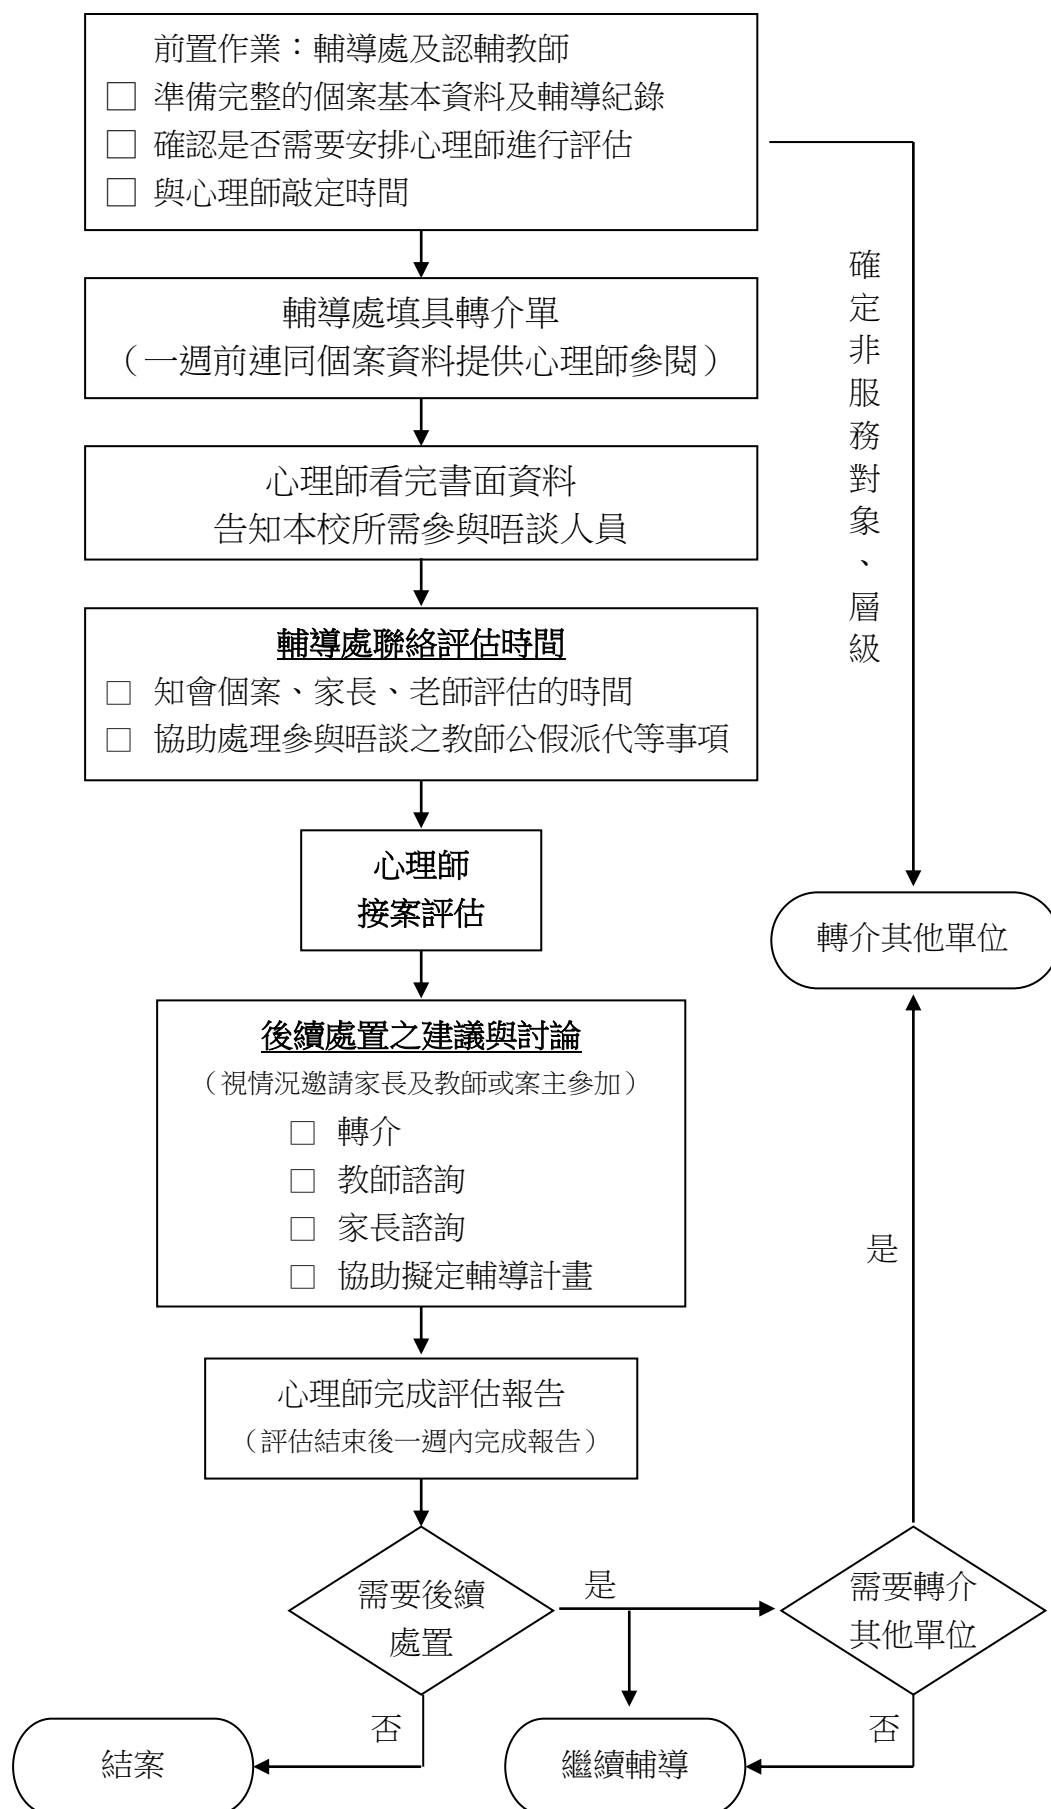 前置作業：輔導處及認輔教師
□ 準備完整的個案基本資料及輔導紀錄
□ 確認是否需要安排心理師進行評估
□ 與心理師敲定時間
輔導處填具轉介單
（一週前連同個案資料提供心理師參閱）
心理師看完書面資料
告知本校所需參與晤談人員
輔導處聯絡評估時間
□ 知會個案、家長、老師評估的時間
□ 協助處理參與晤談之教師公假派代等事項
確定非服務對象、層級
心理師
接案評估
轉介其他單位
後續處置之建議與討論
（視情況邀請家長及教師或案主參加）
□ 轉介
□ 教師諮詢
□ 家長諮詢
□ 協助擬定輔導計畫
是
心理師完成評估報告
（評估結束後一週內完成報告）
需要後續
處置
是
需要轉介
其他單位
否
否
結案
繼續輔導